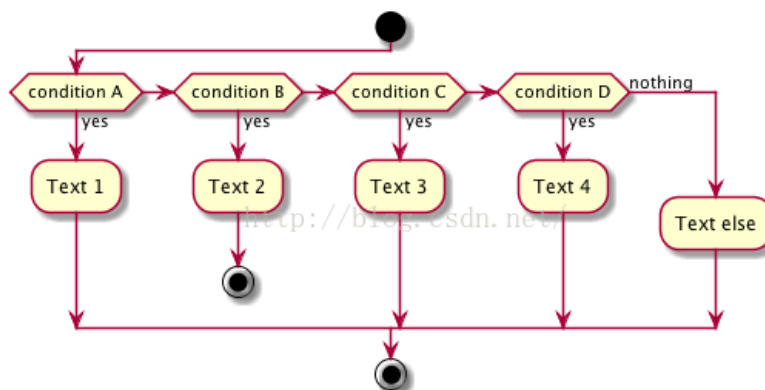 condition A
condition B
condition C
condition D
nothing
yes
yes
yes
yes
Text 1
Text 2
Text 3
Text 4
Text else
http://blog.csdn.net/